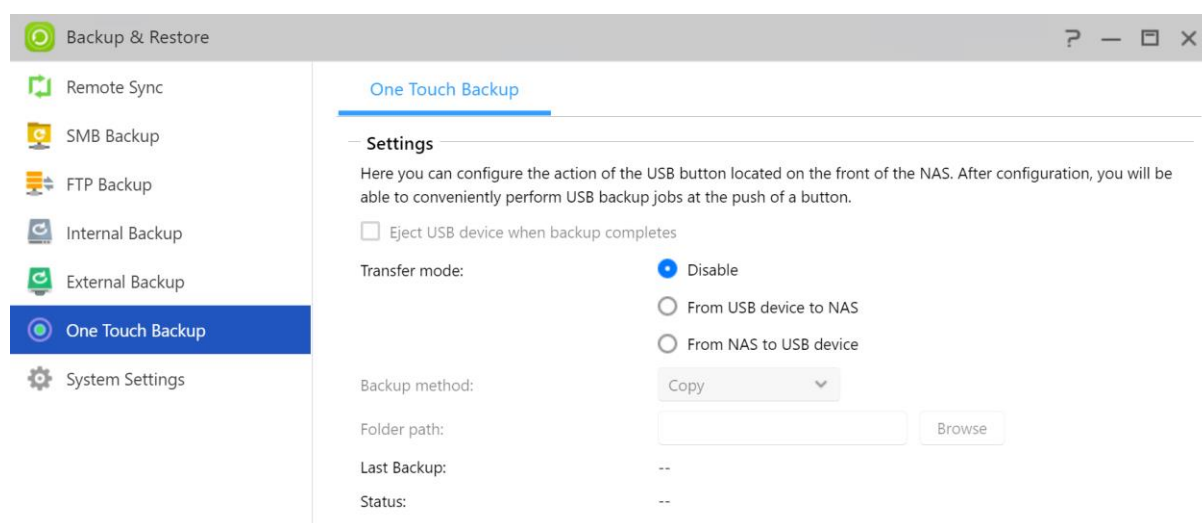 Backup & Restore
Remote Sync
SMB Backup
FTP Backup
Internal Backup
External Backup
One Touch Backup
System Settings
One Touch Backup
Settings
Here you can configure the action of the USB button located on the front of the NAS. After configuration, you will be
able to conveniently perform USB backup jobs at the push of a button.
Eject USB device when backup completes
Transfer mode:
Disable
From USB device to NAS
From NAS to USB device
Backup method:
Copy
Folder path:
Browse
Last Backup:
--
Status:
--